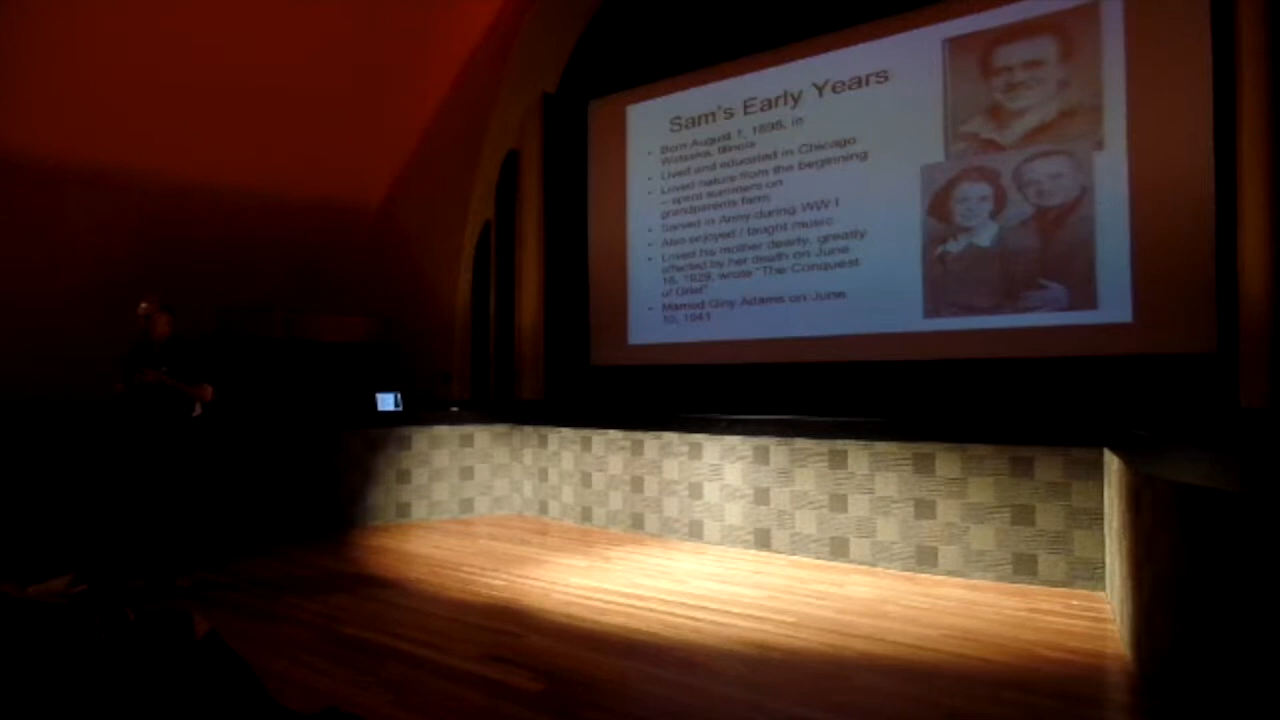 Sam's Early Years
• Born August 1, 1898, in
Watseka, Illinois
• Lived and educated in Chicago
• Loved nature from the beginning
– spent summers on
grandparents farm
• Served in Army during WW I
• Also enjoyed / taught music
• Loved his mother dearly, greatly
affected by her death on June
16, 1929, wrote "The Conquest
of Grief"
• Married Giny Adams on June
10, 1941